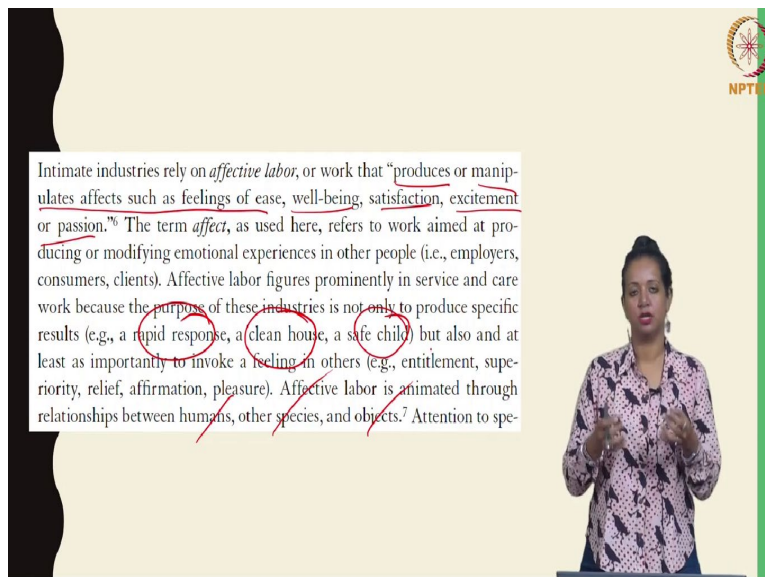 NPTEL
Intimate industries rely on affective labor, or work that “produces or manip-
ulates affects such as feelings of ease, well-being, satisfaction, excitement
or passion.”⁶ The term affect, as used here, refers to work aimed at pro-
ducing or modifying emotional experiences in other people (i.e., employers,
consumers, clients). Affective labor figures prominently in service and care
work because the purpose of these industries is not only to produce specific
results (e.g., a rapid response, a clean house, a safe child) but also and at
least as importantly to invoke a feeling in others (e.g., entitlement, supe-
riority, relief, affirmation, pleasure). Affective labor is animated through
relationships between humans, other species, and objects.⁷ Attention to spe-